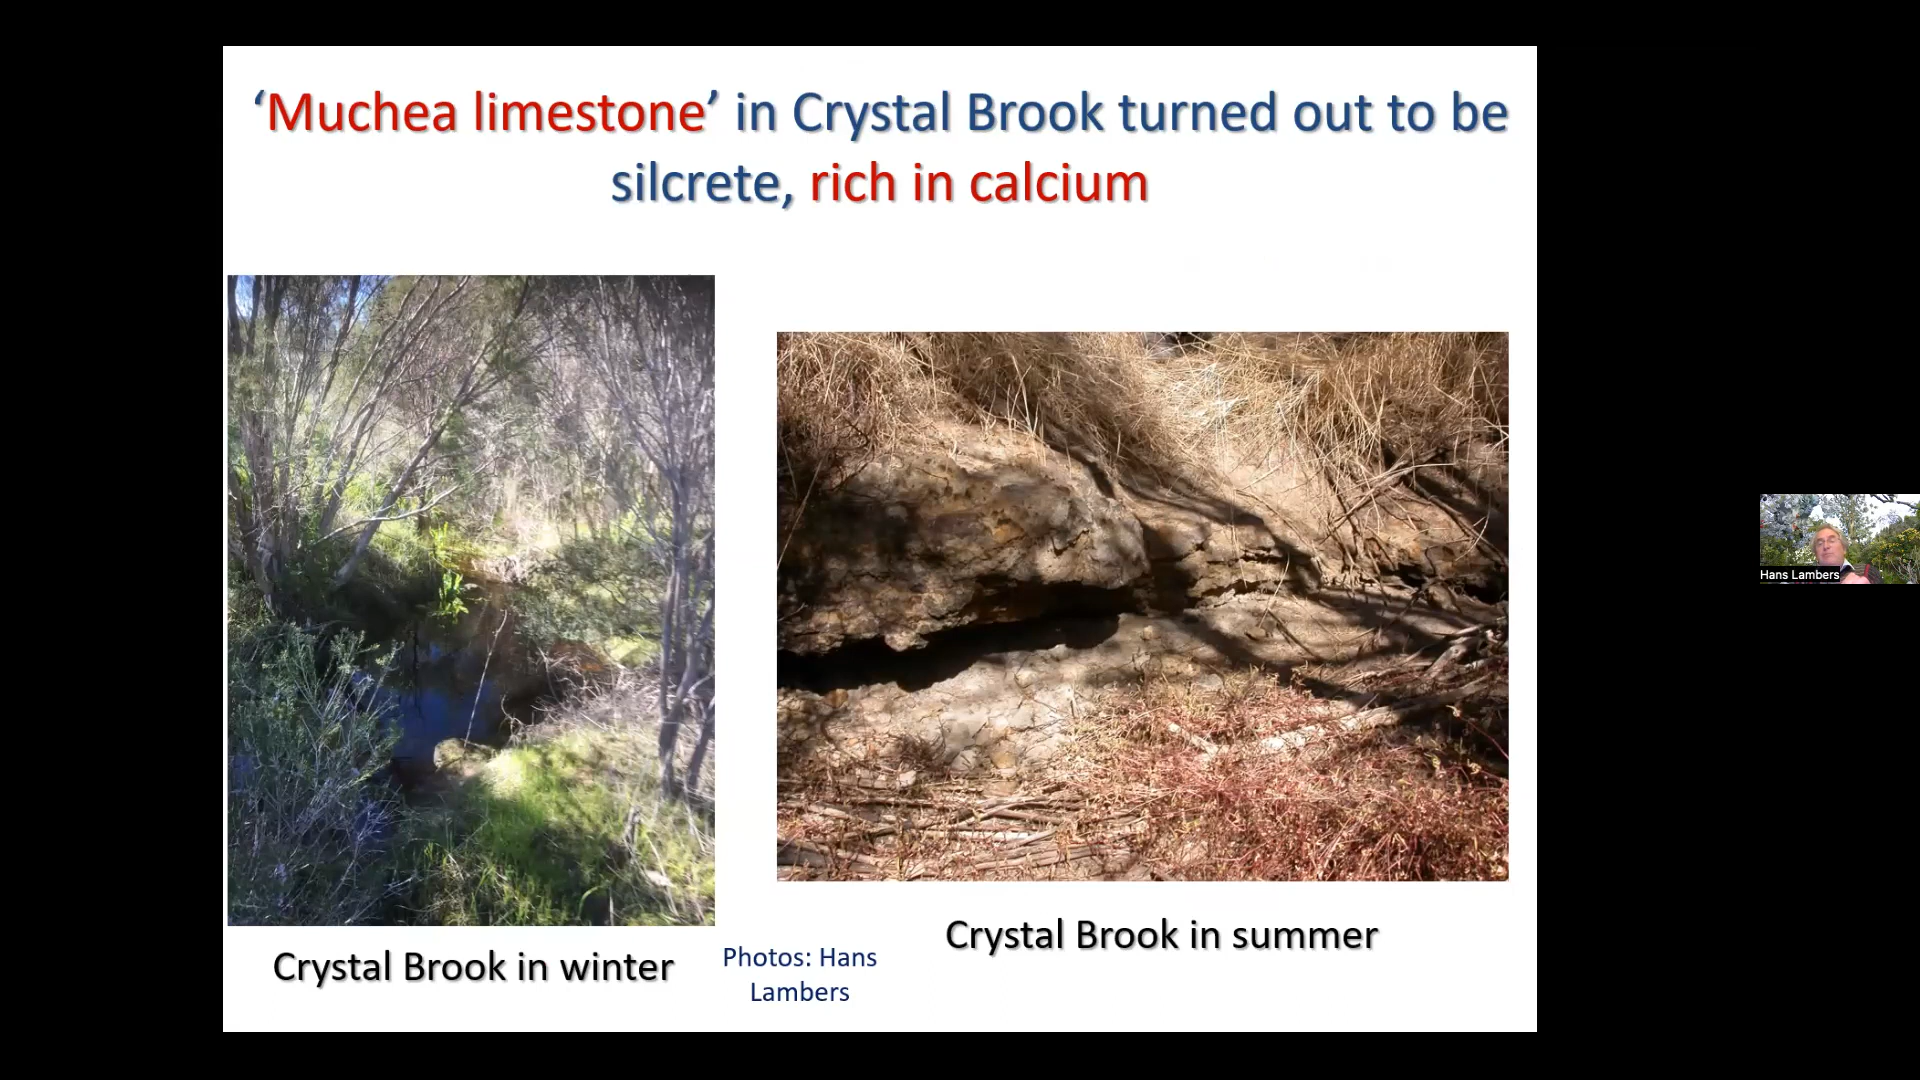 ‘Muchea limestone’ in Crystal Brook turned out to be
silcrete, rich in calcium
Crystal Brook in winter
Photos: Hans
Lambers
Crystal Brook in summer
Hans Lambers